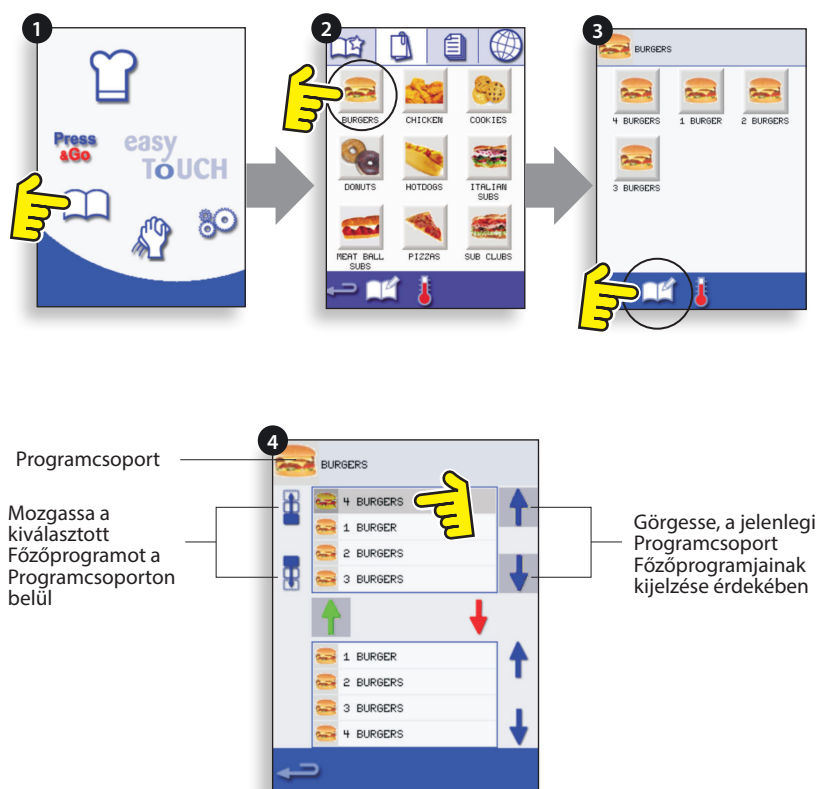 1
Press
&Go
easy
ToUCH
2
BURGERS
CHICKEN
COOKIES
DONUTS
HOTDOGS
ITALIAN
SUBS
MEAT BALL
SUBS
PIZZAS
SUB CLUBS
3
BURGERS
4 BURGERS
1 BURGER
2 BURGERS
3 BURGERS
4
BURGERS
4 BURGERS
1 BURGER
2 BURGERS
3 BURGERS
1 BURGER
2 BURGERS
3 BURGERS
4 BURGERS
Programcsoport
Mozgassa a
kiválasztott
Főzőprogramot a
Programcsoporton
belül
Görgesse, a jelenlegi
Programcsoport
Főzőprogramjainak
kijelzése érdekében